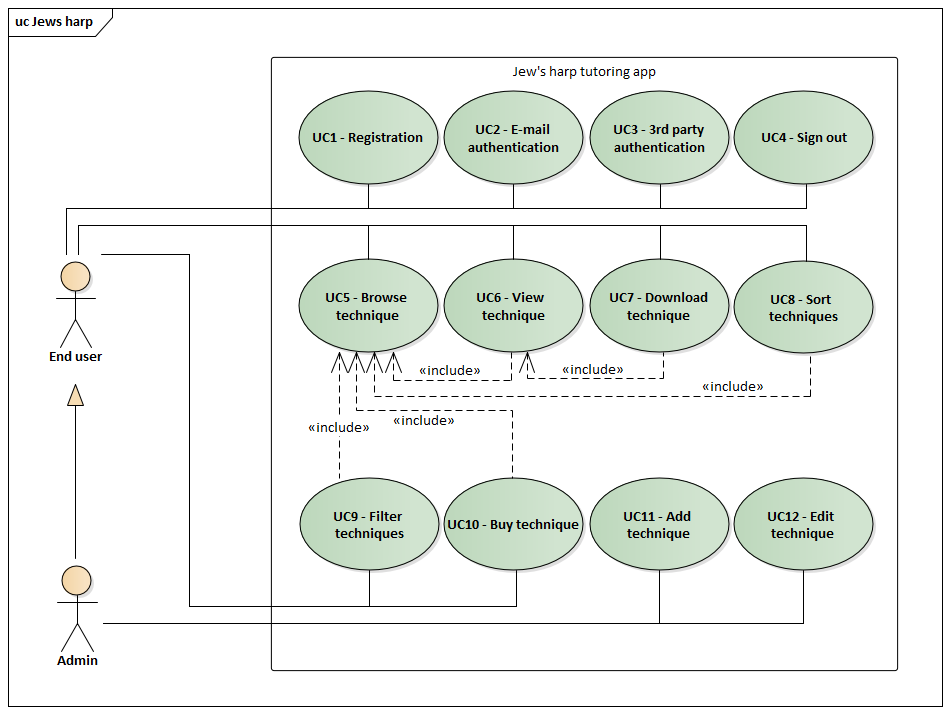 uc Jews harp
Jew's harp tutoring app
UC1 - Registration
UC2 - E-mail
authentication
UC3 - 3rd party
authentication
UC4 - Sign out
UC5 - Browse
technique
UC6 - View
technique
UC7 - Download
technique
UC8 - Sort
techniques
End user
«include»
«include»
«include»
«include»
«include»
UC9 - Filter
techniques
UC10 - Buy technique
UC11 - Add
technique
UC12 - Edit
technique
Admin